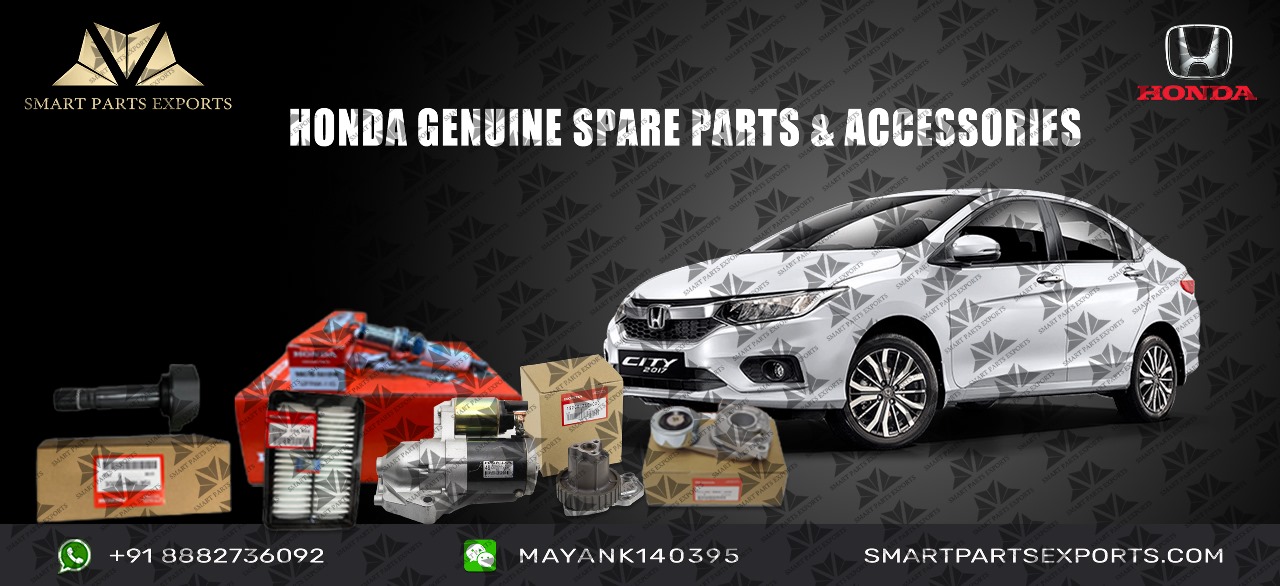 SMART PARTS EXPORTS
HONDA
HONDA GENUINE SPARE PARTS & ACCESSORIES
CITY
2017
+91 8882736092
MAYANK140395
SMARTPARTSEXPORTS.COM